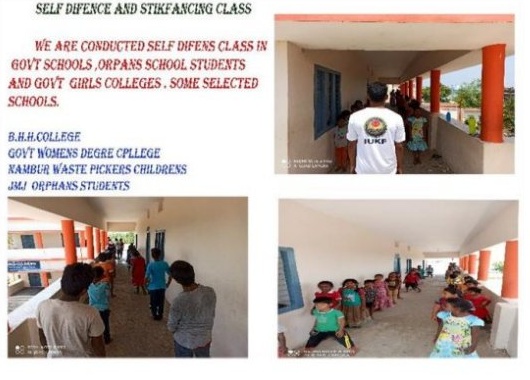 SELF DIFENCE AND STIKFANCING CLASS
WE ARE CONDUCTED SELF DIFENS CLASS IN
GOVT SCHOOLS ,ORPANS SCHOOL STUDENTS
AND GOVT GIRLS COLLEGES . SOME SELECTED
SCHOOLS.
B.H.H.COLLEGE
GOVT WOMENS DEGRE CPLLEGE
NAMBUR WASTE PICKERS CHILDRENS
JMJ ORPHANS STUDENTS
IUKF